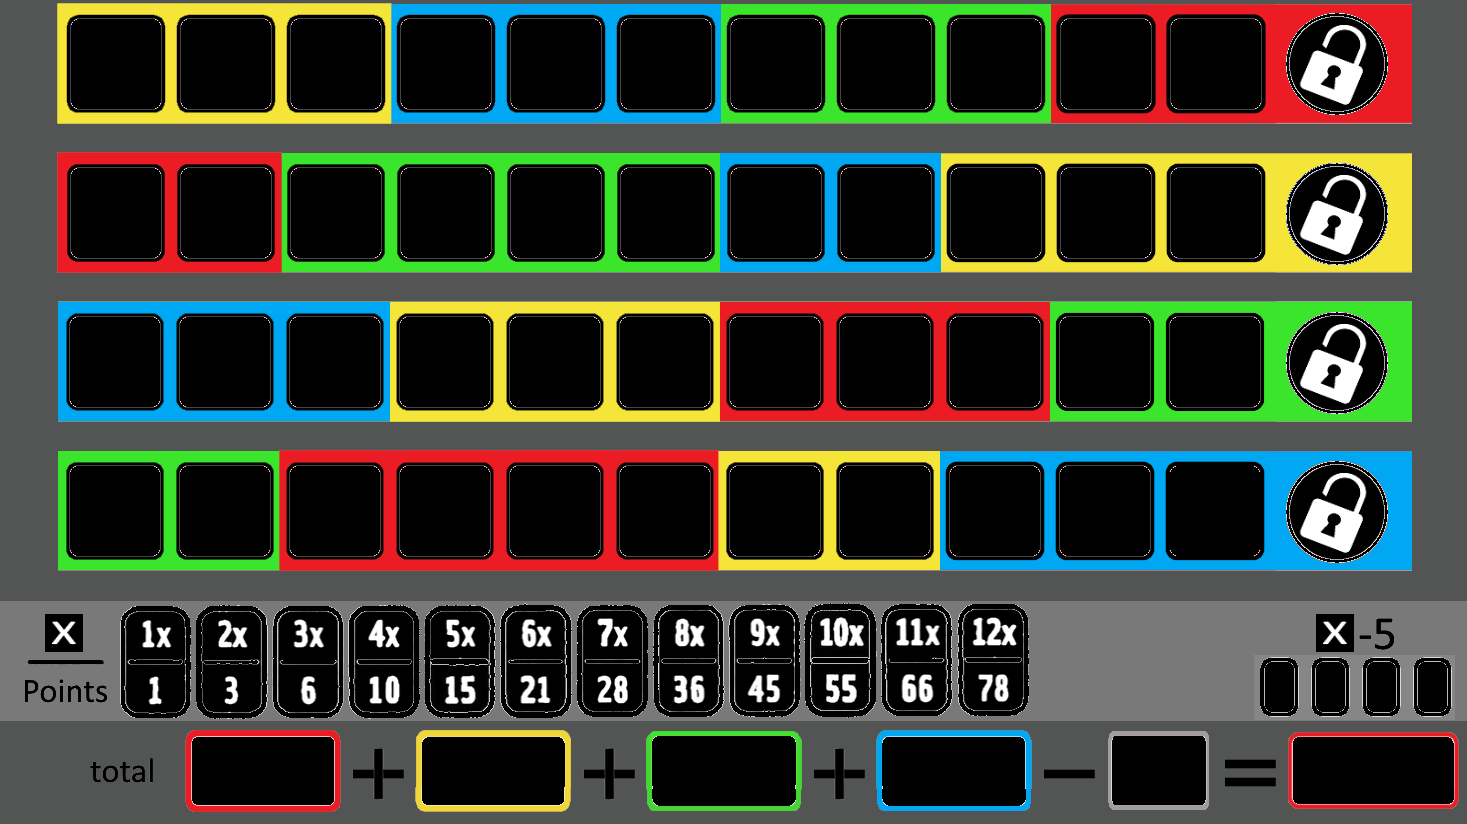 X 1x 2x 3x 4x 5x 6x 7x 8x 9x 10x 11x 12x X-5
Points 1 3 6 10 15 21 28 36 45 55 66 78
total + + + − =